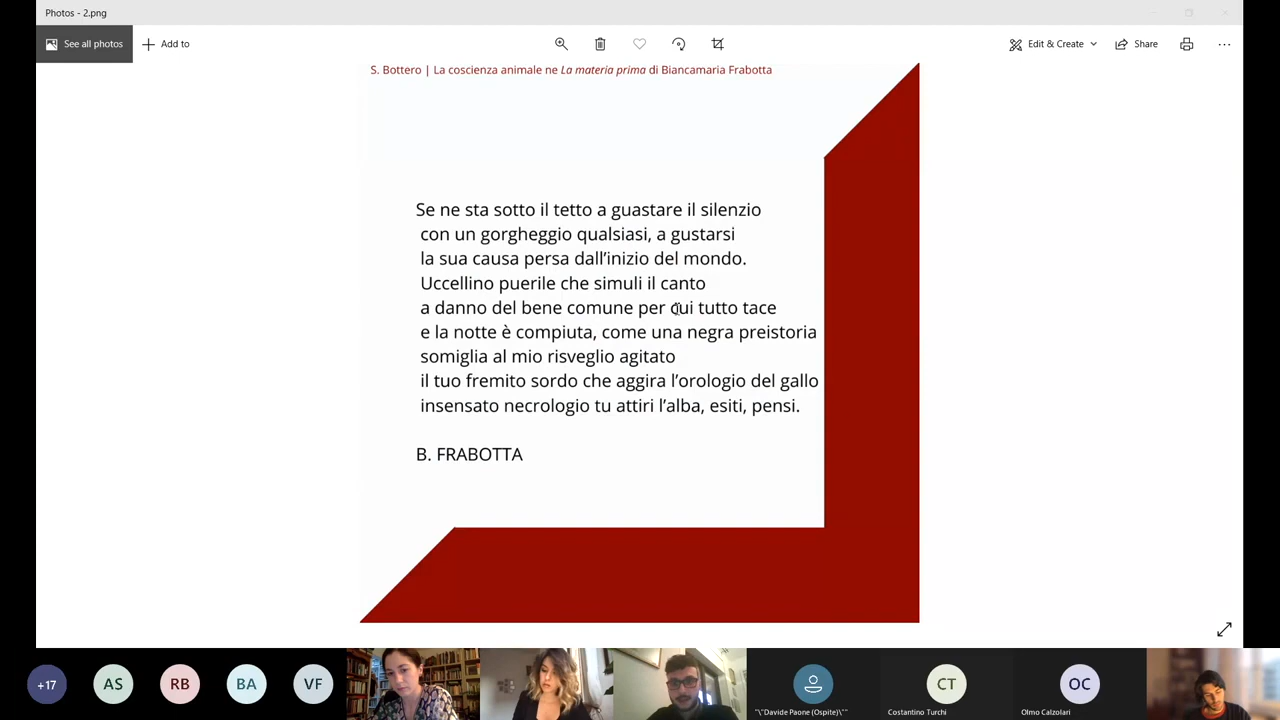 Photos - 2.png
See all photos
Add to
Edit & Create
Share
S. Bottero | La coscienza animale ne La materia prima di Biancamaria Frabotta
Se ne sta sotto il tetto a guastare il silenzio
con un gorgheggio qualsiasi, a gustarsi
la sua causa persa dall'inizio del mondo.
Uccellino puerile che simuli il canto
a danno del bene comune per cui tutto tace
e la notte è compiuta, come una negra preistoria
somiglia al mio risveglio agitato
il tuo fremito sordo che aggira l'orologio del gallo
insensato necrologio tu attiri l'alba, esiti, pensi.
B. FRABOTTA
+17
AS
RB
BA
VF
CT
OC
"\"Davide Paone (Ospite)\""
Costantino Turchi
Olmo Calzolari